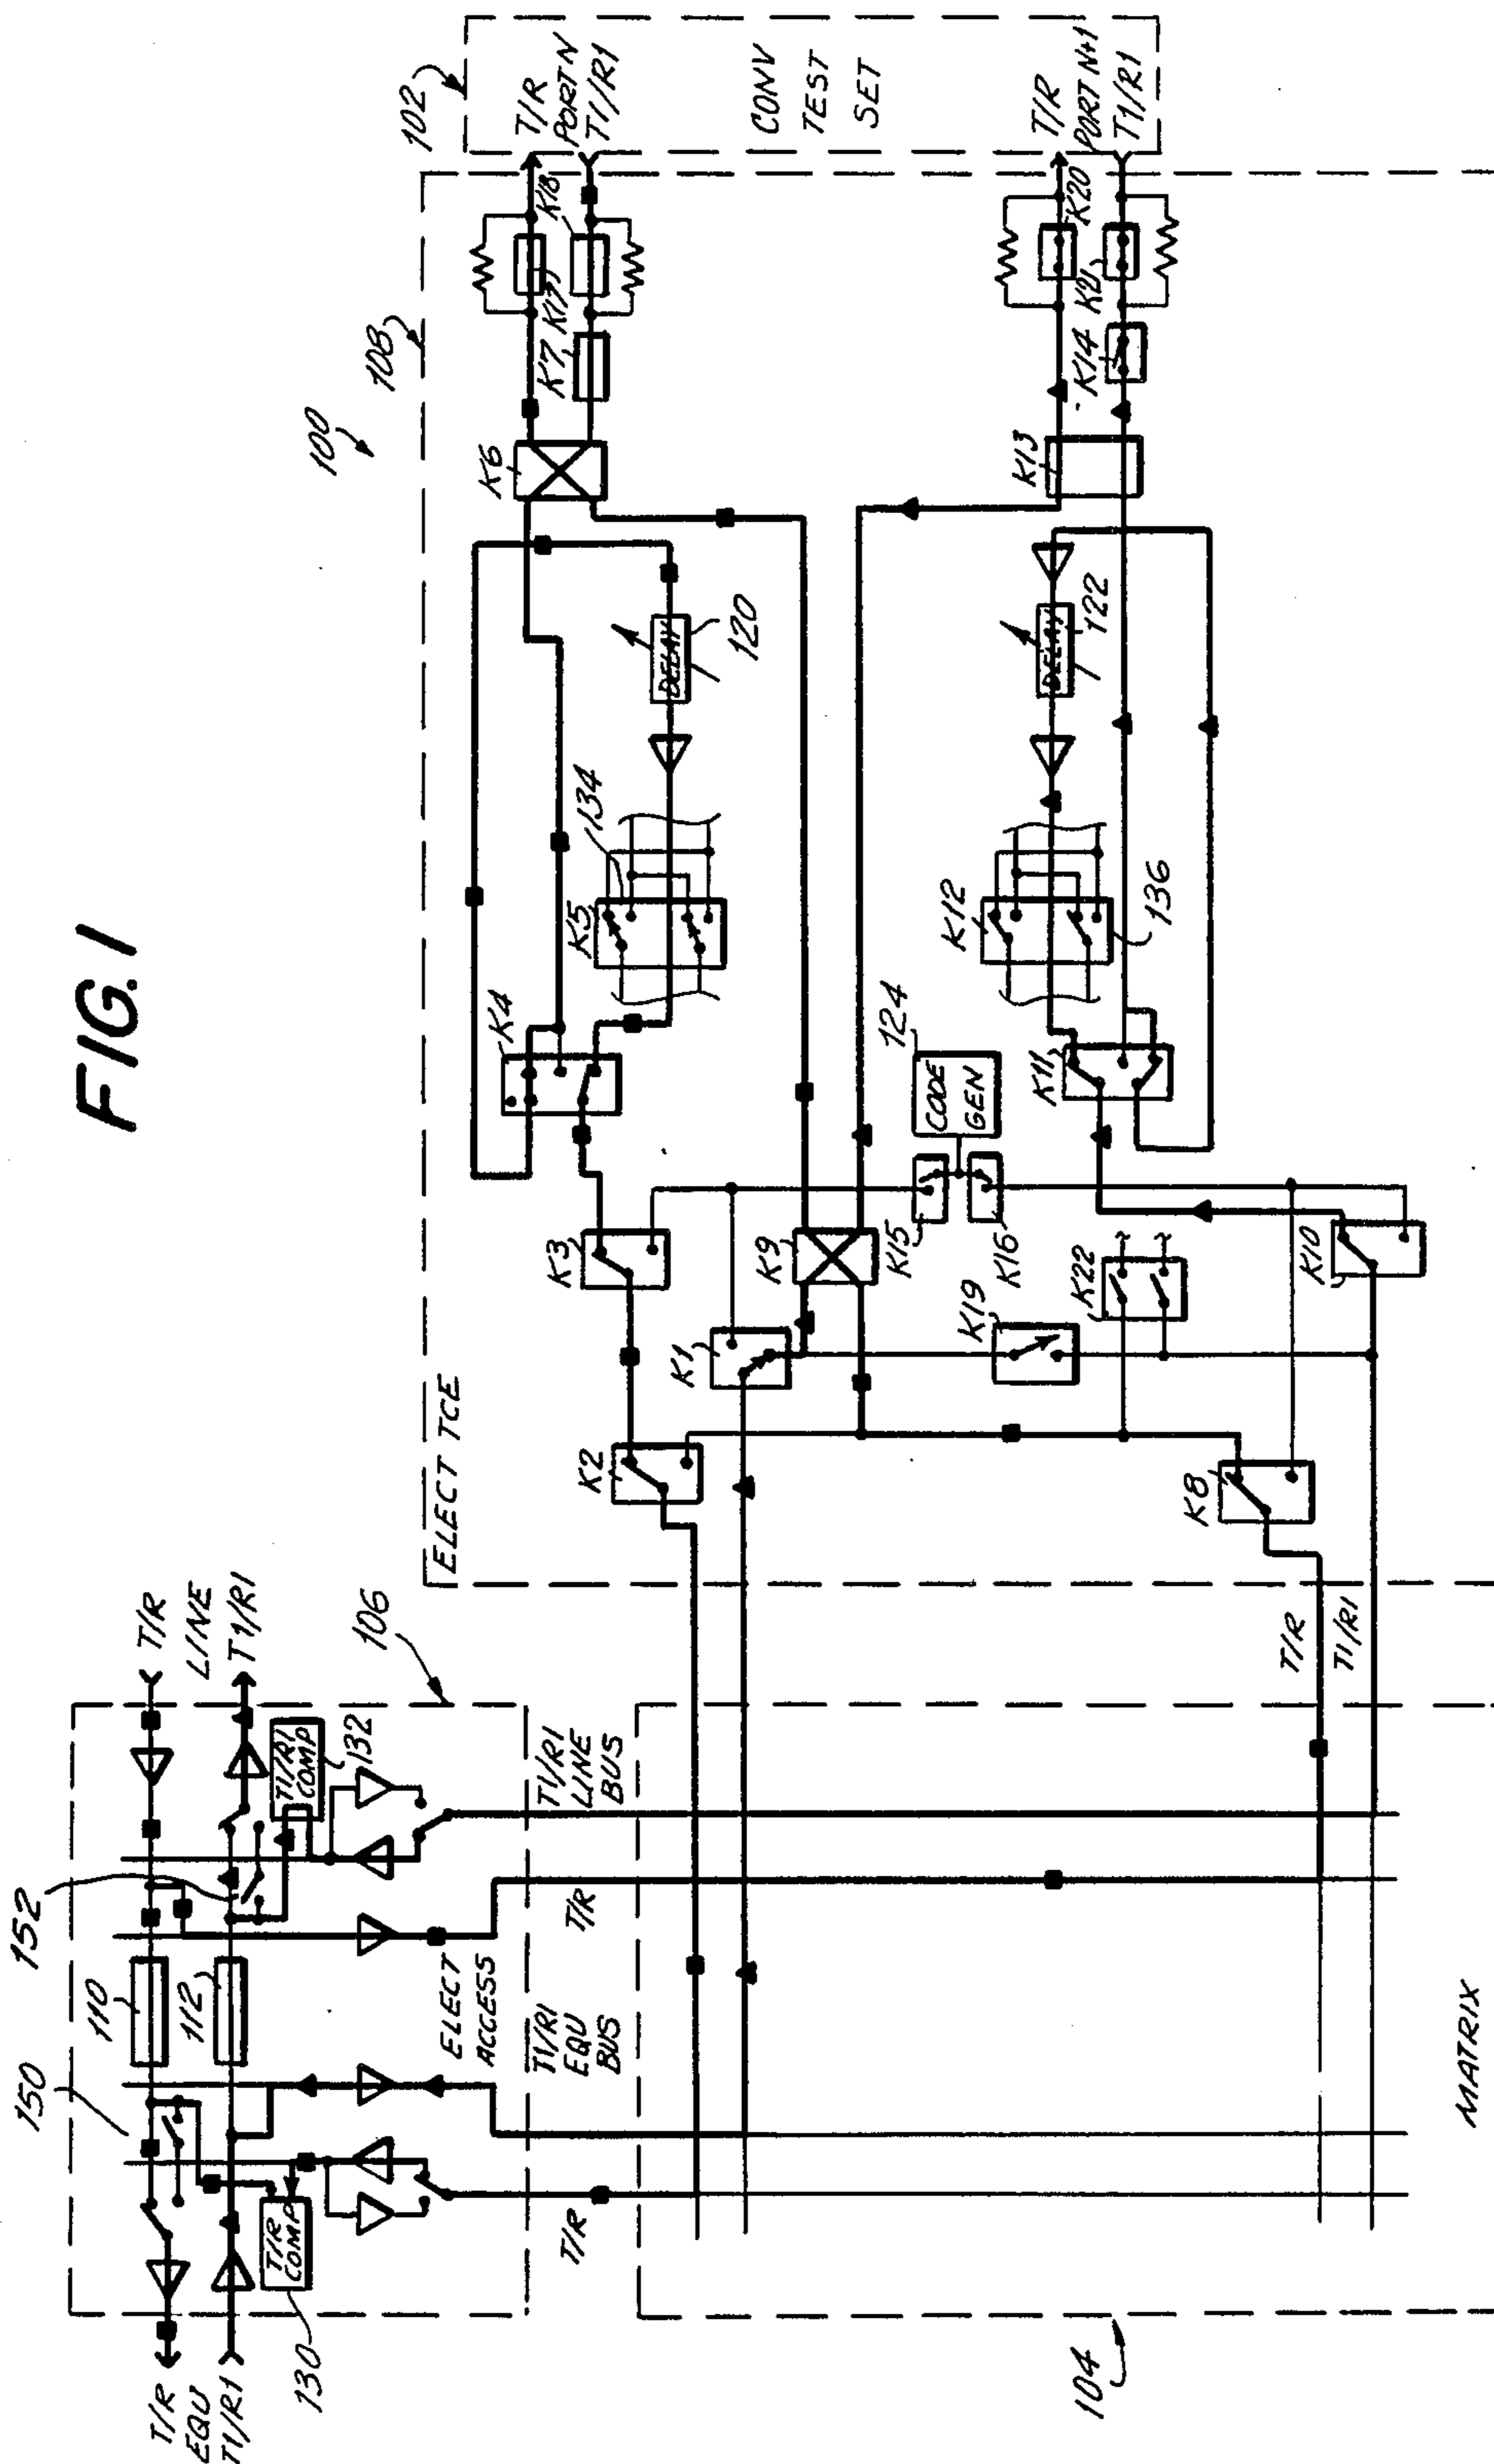 FIG. 1
100
102
108
T/R
PORT N
T1/R1
CONV
TEST
SET
T/R
PORT N+1
T1/R1
K18
K17
K7
K6
K20
K21
K14
K13
DELAY
120
DELAY
122
134
K5
K4
K12
136
K11
124
CODE
GEN
K3
K9
K15
K16
K10
K1
K19
K22
K2
K8
ELECT TCE
T/R
LINE
T1/R1
106
T1/R1
COMP
132
152
110
112
150
ELECT
ACCESS
T/R
COMP
130
T/R
EQU
T1/R1
T1/R1
LINE
BUS
T/R
T1/R1
EQU
BUS
T/R
T/R
T1/R1
104
MATRIX